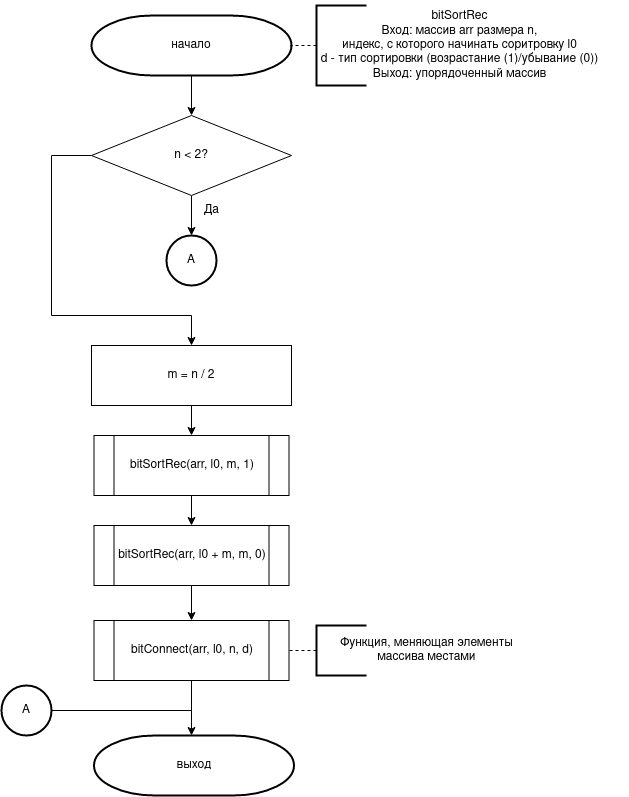 начало
bitSortRec
Вход: массив arr размера n,
индекс, с которого начинать соритровку l0
d - тип сортировки (возрастание (1)/убывание (0))
Выход: упорядоченный массив
n < 2?
Да
A
m = n / 2
bitSortRec(arr, l0, m, 1)
bitSortRec(arr, l0 + m, m, 0)
bitConnect(arr, l0, n, d)
Функция, меняющая элементы
массива местами
A
выход